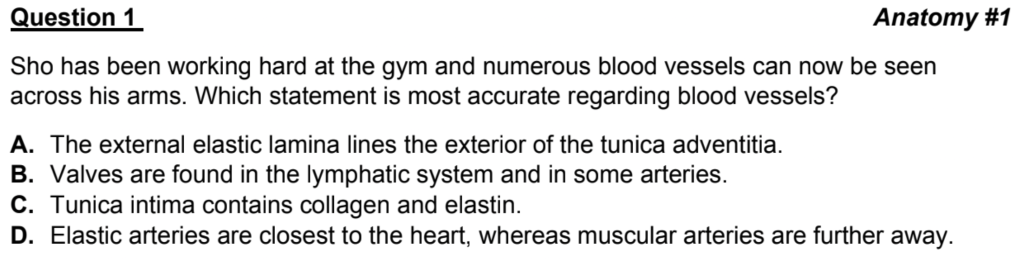 Question 1 Anatomy #1
Sho has been working hard at the gym and numerous blood vessels can now be seen
across his arms. Which statement is most accurate regarding blood vessels?
A. The external elastic lamina lines the exterior of the tunica adventitia.
B. Valves are found in the lymphatic system and in some arteries.
C. Tunica intima contains collagen and elastin.
D. Elastic arteries are closest to the heart, whereas muscular arteries are further away.